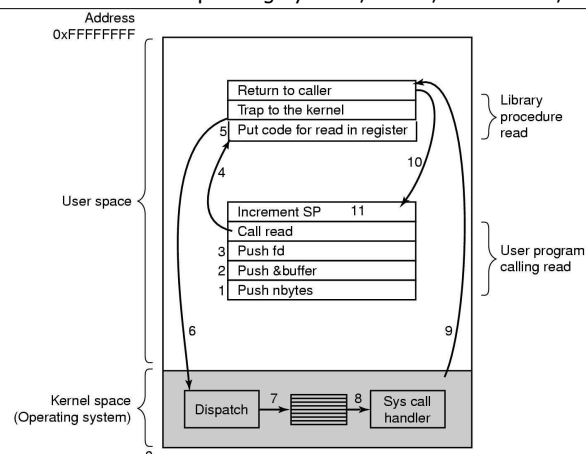 Address
0xFFFFFFFF
Return to caller
Trap to the kernel
5 Put code for read in register
Library
procedure
read
4
10
User space
Increment SP 11
Call read
3 Push fd
2 Push &buffer
1 Push nbytes
User program
calling read
6
9
Kernel space
(Operating system)
Dispatch
7
8
Sys call
handler